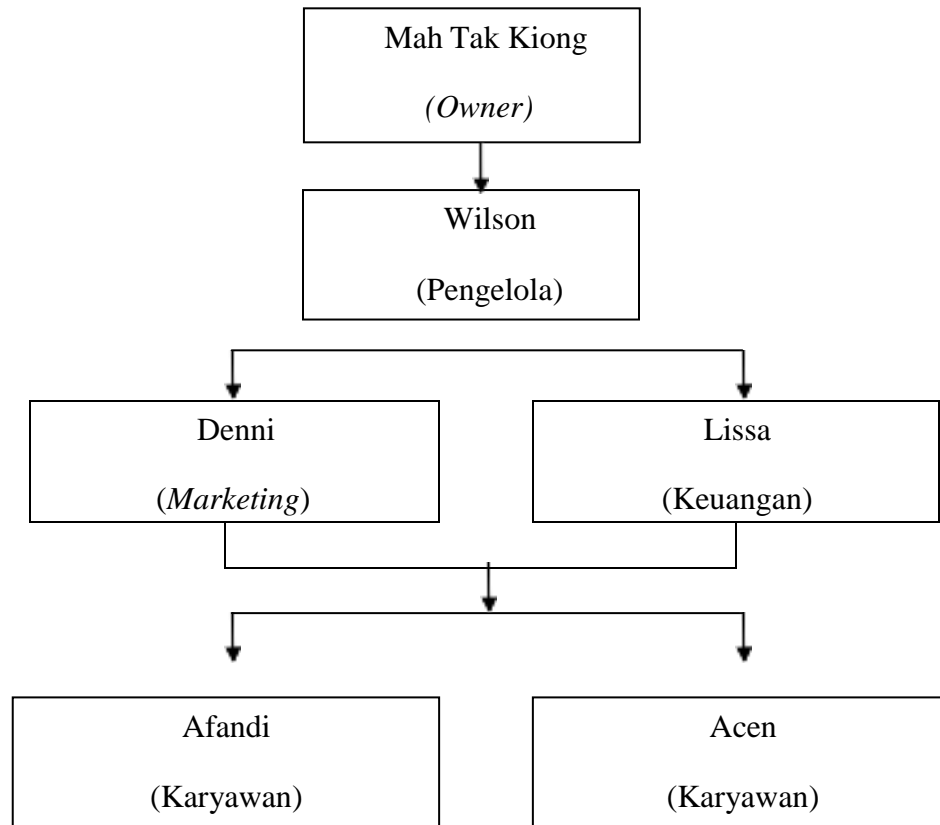 Mah Tak Kiong
(Owner)
Wilson
(Pengelola)
Denni
(Marketing)
Lissa
(Keuangan)
Afandi
(Karyawan)
Acen
(Karyawan)